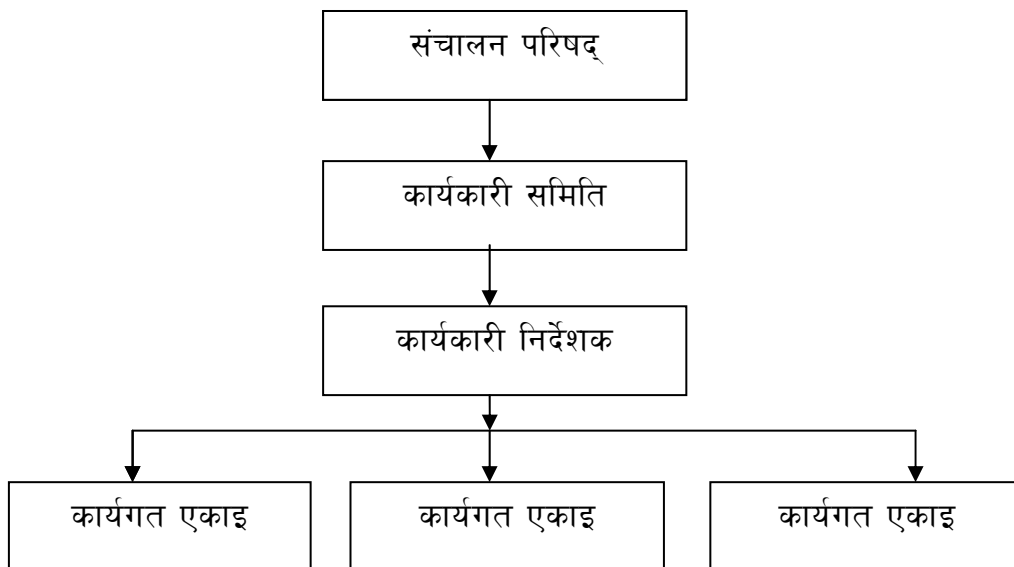 संचालन परिषद्
कार्यकारी समिति
कार्यकारी निर्देशक
कार्यगत एकाइ
कार्यगत एकाइ
कार्यगत एकाइ